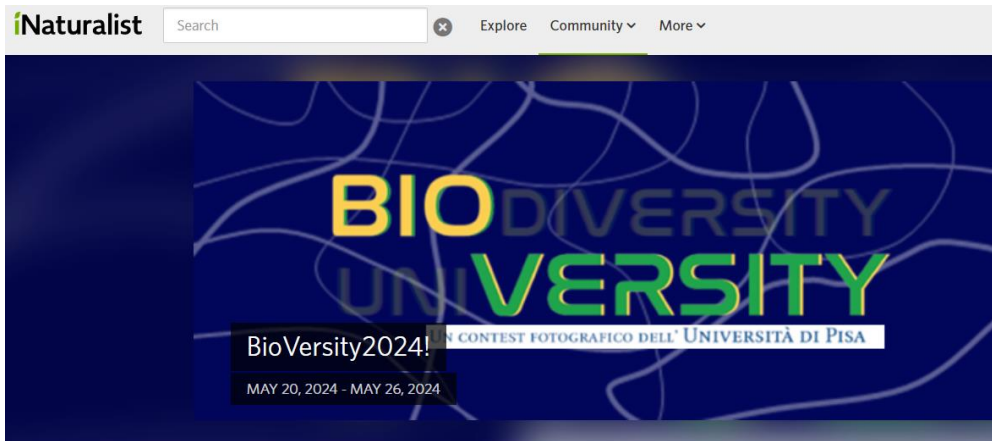 iNaturalist Search Explore Community More
BIODIVERSITY
UNIVERSITY
UN CONTEST FOTOGRAFICO DELL' UNIVERSITÀ DI PISA
BioVersity2024!
MAY 20, 2024 - MAY 26, 2024